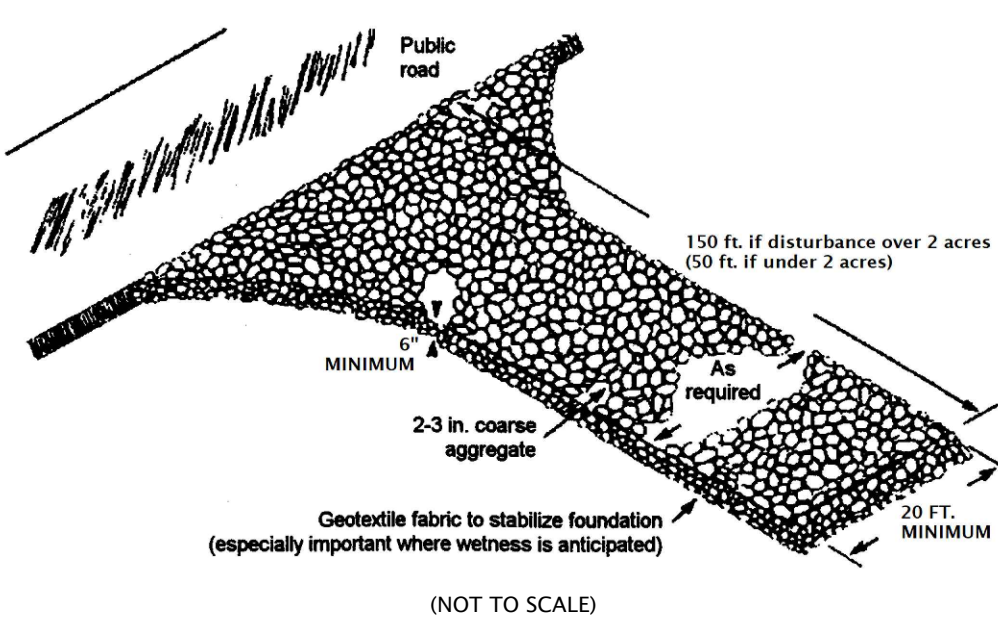 Public
road
150 ft. if disturbance over 2 acres
(50 ft. if under 2 acres)
6"
MINIMUM
As
required
2-3 in. coarse
aggregate
20 FT.
MINIMUM
Geotextile fabric to stabilize foundation
(especially important where wetness is anticipated)
(NOT TO SCALE)